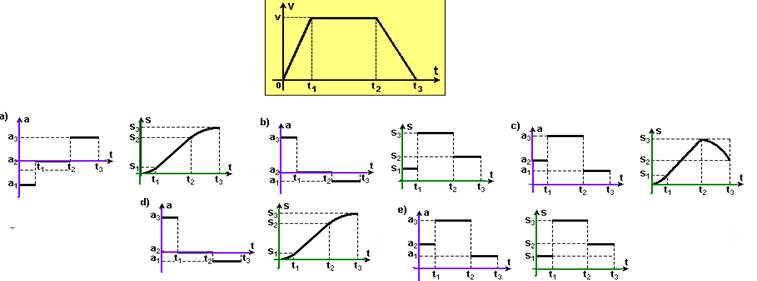 v
v
0 t₁ t₂ t₃ t
a) a
a₃
a₂
a₁
t₁ t₂ t₃ t
s
s₃
s₂
s₁
t₁ t₂ t₃ t
b) a
a₃
a₂
a₁
t₁ t₂ t₃ t
s
s₃
s₂
s₁
t₁ t₂ t₃ t
c) a
a₃
a₂
a₁
t₁ t₂ t₃ t
s
s₃
s₂
s₁
t₁ t₂ t₃ t
d) a
a₃
a₂
a₁
t₁ t₂ t₃ t
s
s₃
s₂
s₁
t₁ t₂ t₃ t
e) a
a₃
a₂
a₁
t₁ t₂ t₃ t
s
s₃
s₂
s₁
t₁ t₂ t₃ t